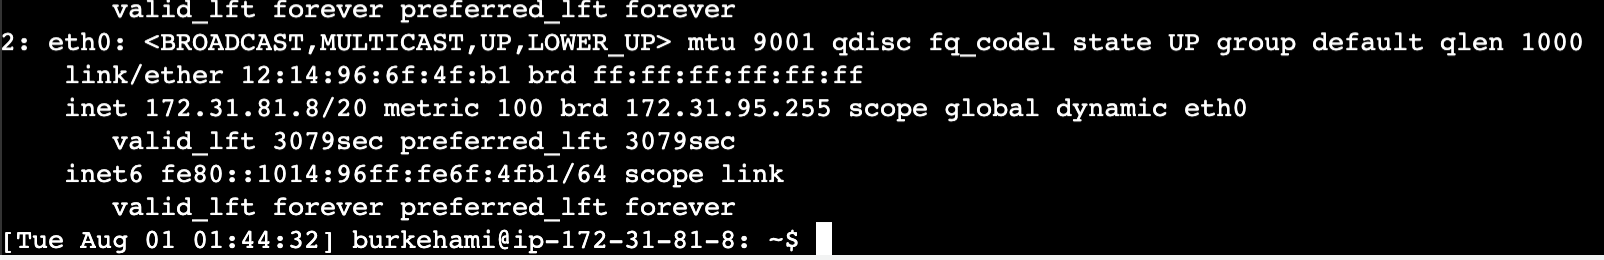 valid_lft forever preferred_lft forever
2: eth0: <BROADCAST,MULTICAST,UP,LOWER_UP> mtu 9001 qdisc fq_codel state UP group default qlen 1000
link/ether 12:14:96:6f:4f:b1 brd ff:ff:ff:ff:ff:ff
inet 172.31.81.8/20 metric 100 brd 172.31.95.255 scope global dynamic eth0
valid_lft 3079sec preferred_lft 3079sec
inet6 fe80::1014:96ff:fe6f:4fb1/64 scope link
valid_lft forever preferred_lft forever
[Tue Aug 01 01:44:32] burkehami@ip-172-31-81-8: ~$